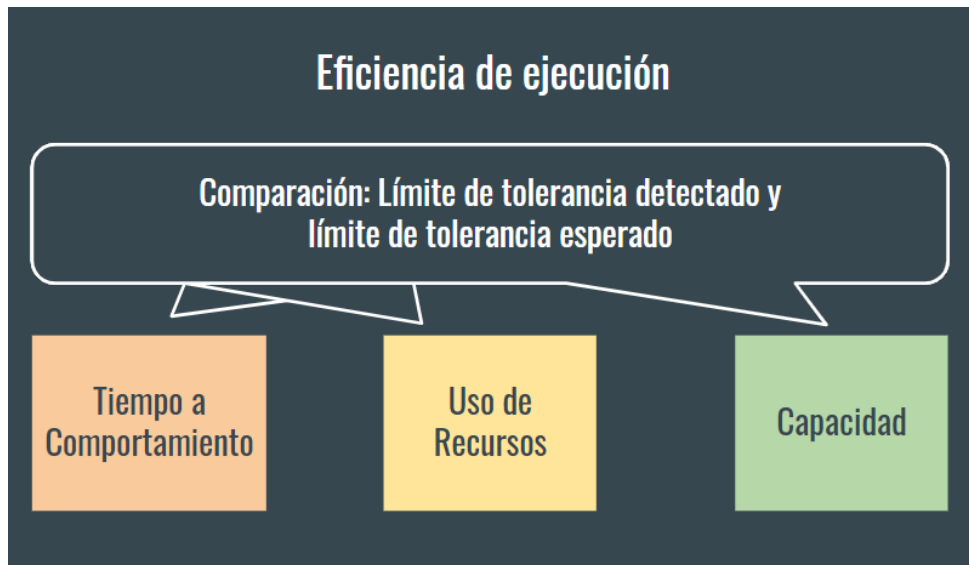 Eficiencia de ejecución
Comparación: Límite de tolerancia detectado y
límite de tolerancia esperado
Tiempo a
Comportamiento
Uso de
Recursos
Capacidad